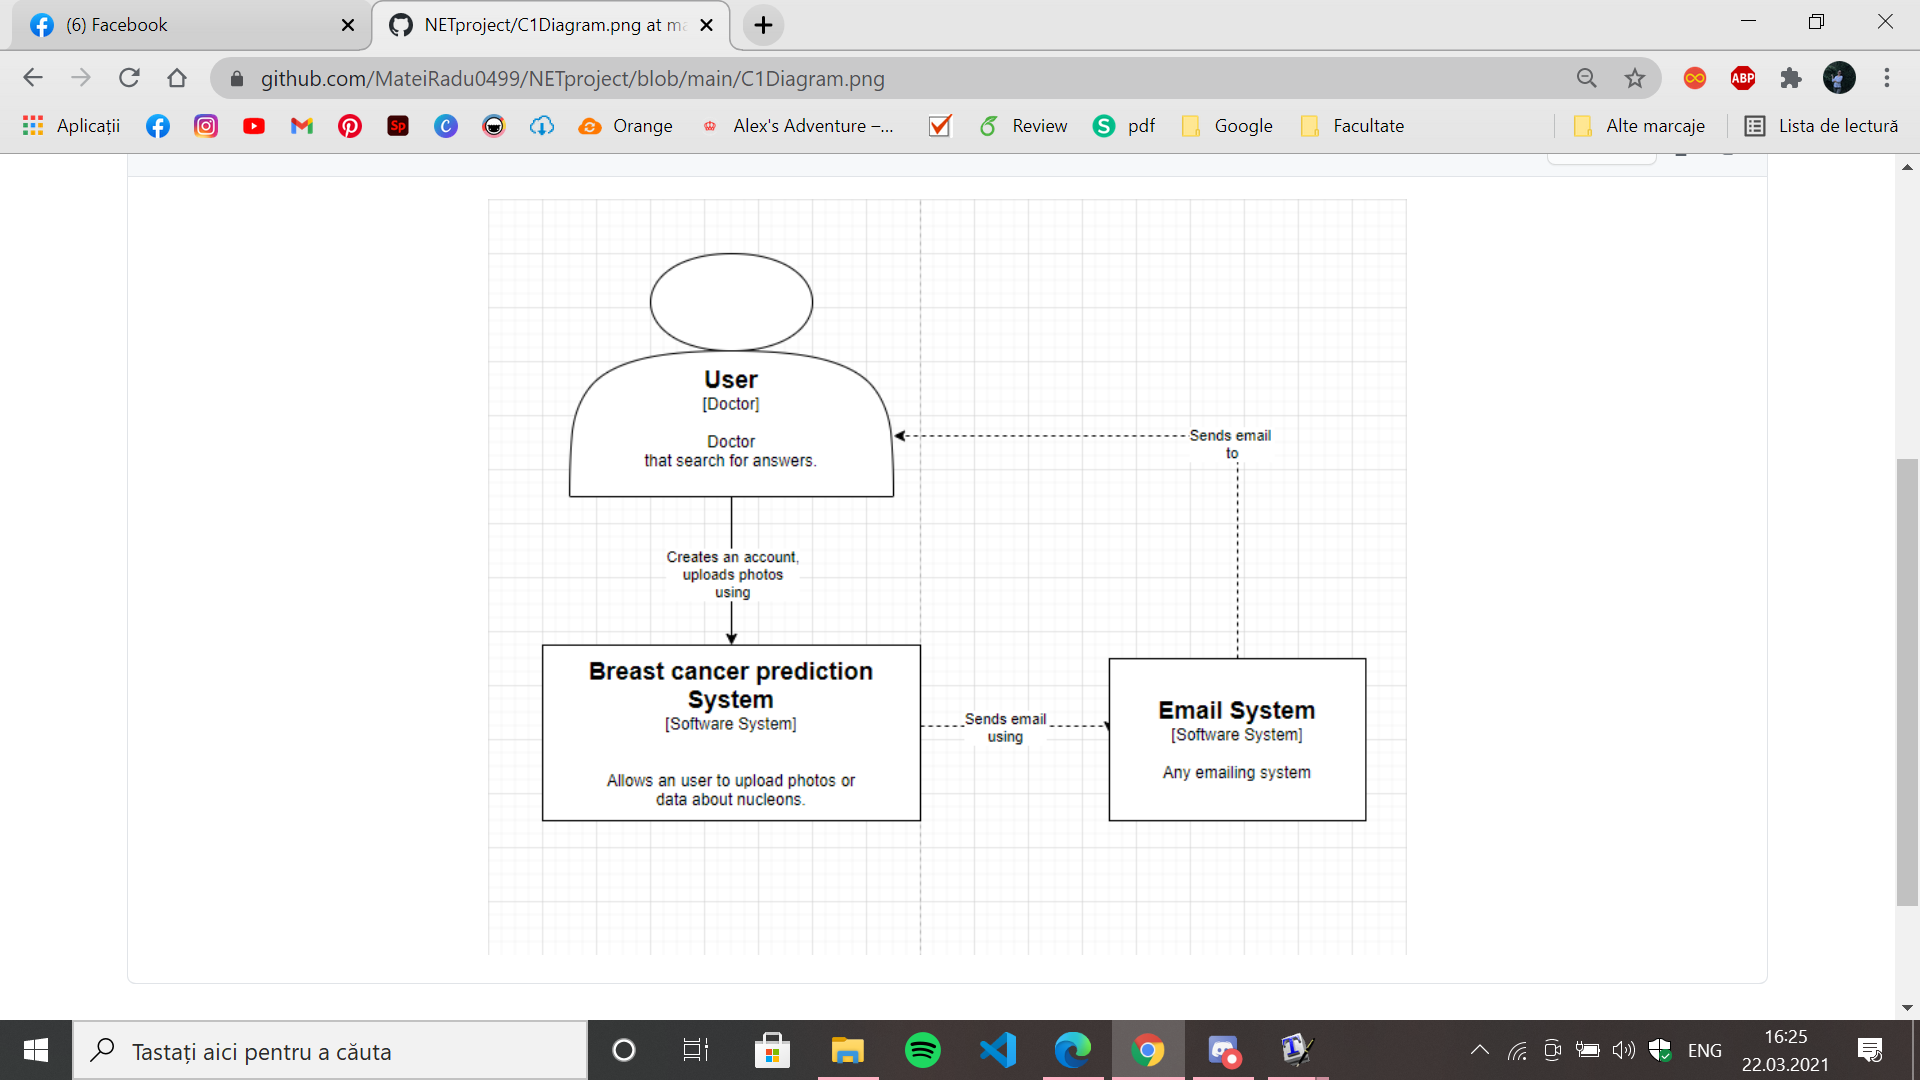 (6) Facebook
NETproject/C1Diagram.png at ma
github.com/MateiRadu0499/NETproject/blob/main/C1Diagram.png
ABP
Aplicații
Sp
C
Orange
Alex's Adventure –...
Review
S
pdf
Google
Facultate
Alte marcaje
Lista de lectură
User
[Doctor]
Doctor
that search for answers.
Sends email
to
Creates an account,
uploads photos
using
Breast cancer prediction
System
[Software System]
Allows an user to upload photos or
data about nucleons.
Sends email
using
Email System
[Software System]
Any emailing system
Tastați aici pentru a căuta
ENG
16:25
22.03.2021